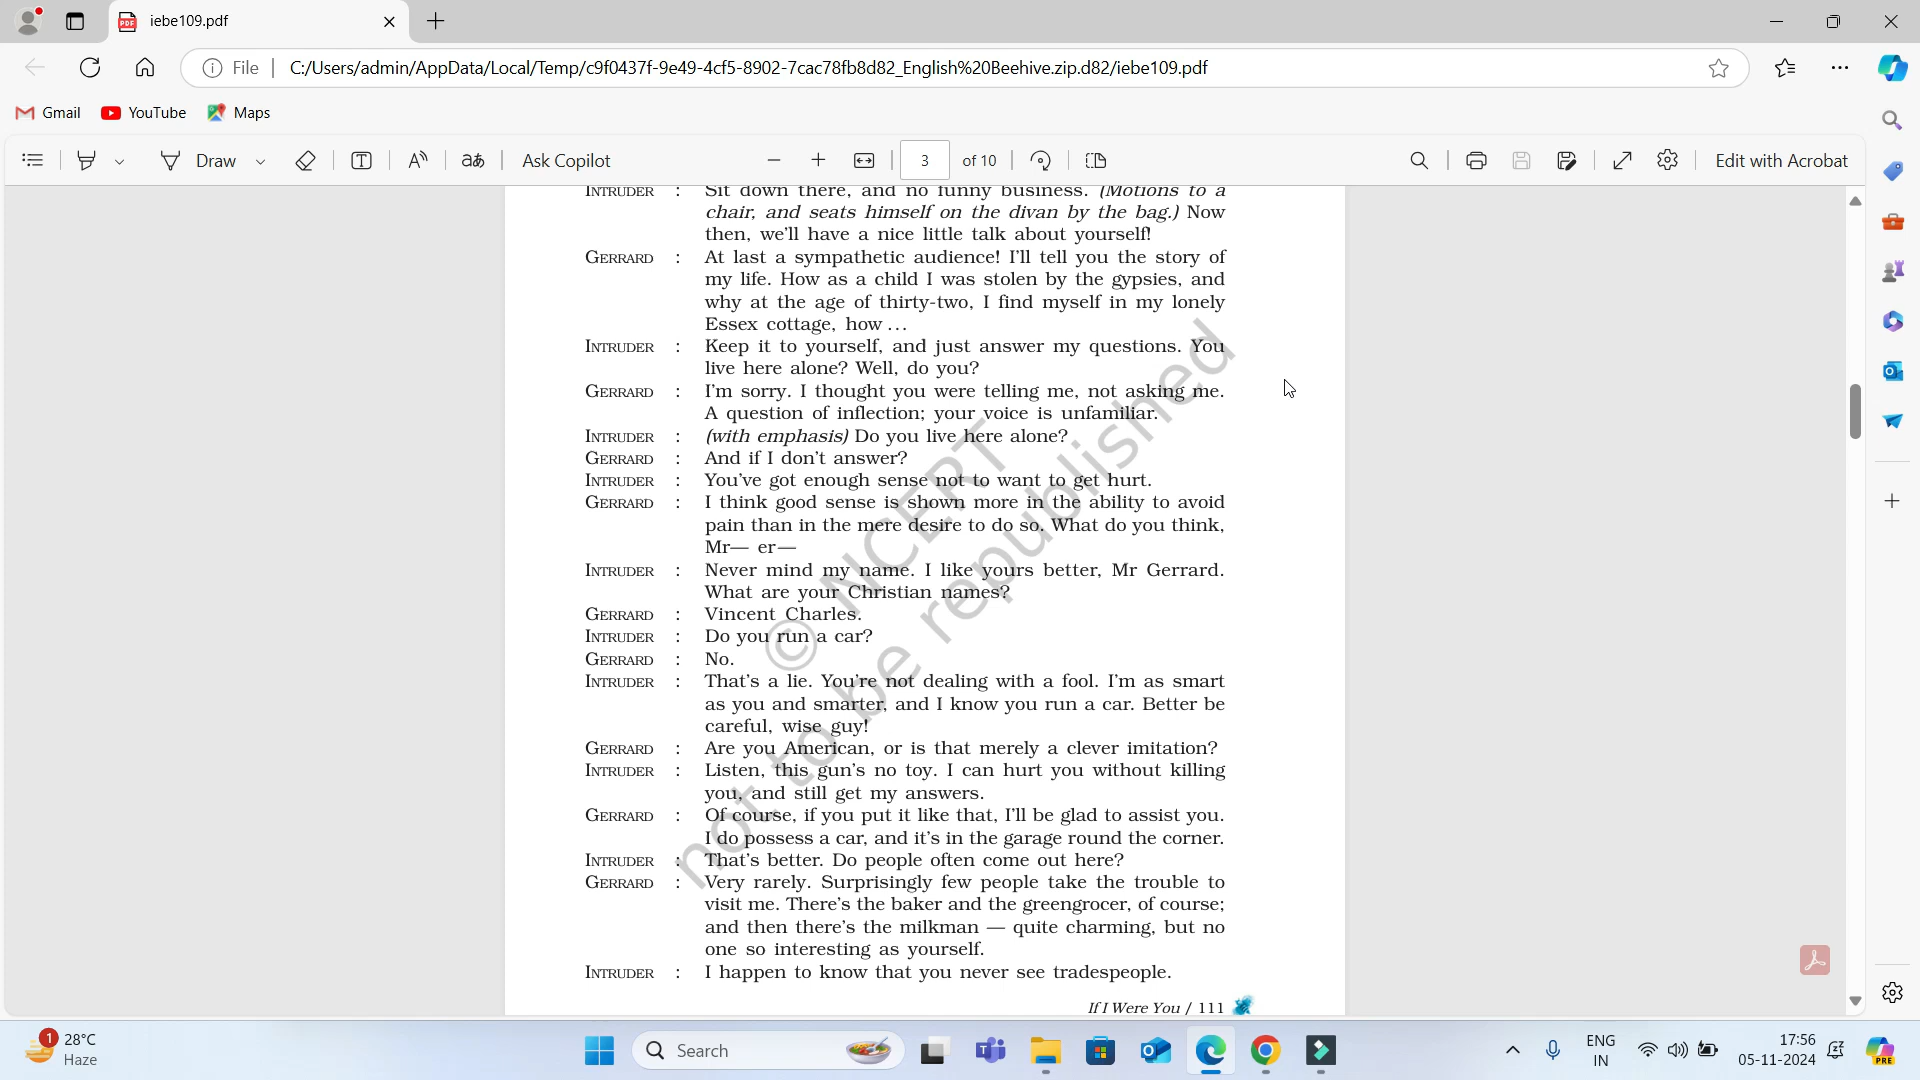 iebe109.pdf
File
C:/Users/admin/AppData/Local/Temp/c9f0437f-9e49-4cf5-8902-7cac78fb8d82_English%20Beehive.zip.d82/iebe109.pdf
Gmail YouTube Maps
Draw
aあ
Ask Copilot
3 of 10
Edit with Acrobat
INTRUDER : Sit down there, and no funny business. (Motions to a
chair, and seats himself on the divan by the bag.) Now
then, we'll have a nice little talk about yourself!
GERRARD : At last a sympathetic audience! I'll tell you the story of
my life. How as a child I was stolen by the gypsies, and
why at the age of thirty-two, I find myself in my lonely
Essex cottage, how ...
INTRUDER : Keep it to yourself, and just answer my questions. You
live here alone? Well, do you?
GERRARD : I'm sorry. I thought you were telling me, not asking me.
A question of inflection; your voice is unfamiliar.
INTRUDER : (with emphasis) Do you live here alone?
GERRARD : And if I don't answer?
INTRUDER : You've got enough sense not to want to get hurt.
GERRARD : I think good sense is shown more in the ability to avoid
pain than in the mere desire to do so. What do you think,
Mr— er—
INTRUDER : Never mind my name. I like yours better, Mr Gerrard.
What are your Christian names?
GERRARD : Vincent Charles.
INTRUDER : Do you run a car?
GERRARD : No.
INTRUDER : That's a lie. You're not dealing with a fool. I'm as smart
as you and smarter, and I know you run a car. Better be
careful, wise guy!
GERRARD : Are you American, or is that merely a clever imitation?
INTRUDER : Listen, this gun's no toy. I can hurt you without killing
you, and still get my answers.
GERRARD : Of course, if you put it like that, I'll be glad to assist you.
I do possess a car, and it's in the garage round the corner.
INTRUDER : That's better. Do people often come out here?
GERRARD : Very rarely. Surprisingly few people take the trouble to
visit me. There's the baker and the greengrocer, of course;
and then there's the milkman — quite charming, but no
one so interesting as yourself.
INTRUDER : I happen to know that you never see tradespeople.
If I Were You / 111
© NCERT
not to be republished
1
28°C
Haze
Search
ENG
IN
17:56
05-11-2024
PRE